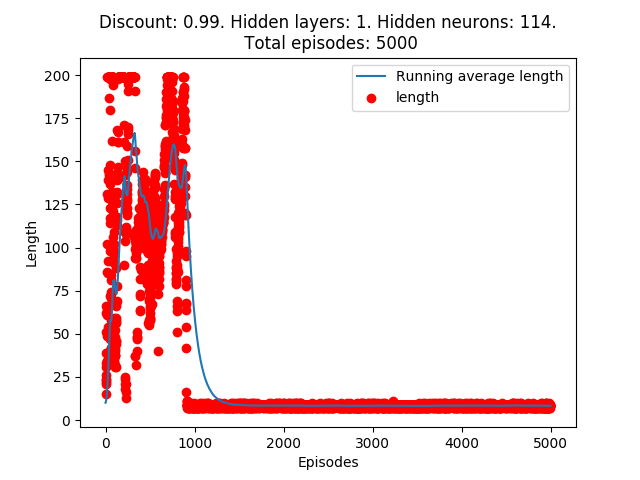 Discount: 0.99. Hidden layers: 1. Hidden neurons: 114.
Total episodes: 5000
Running average length
length
200
175
150
125
100
75
50
25
0
Length
0 1000 2000 3000 4000 5000
Episodes